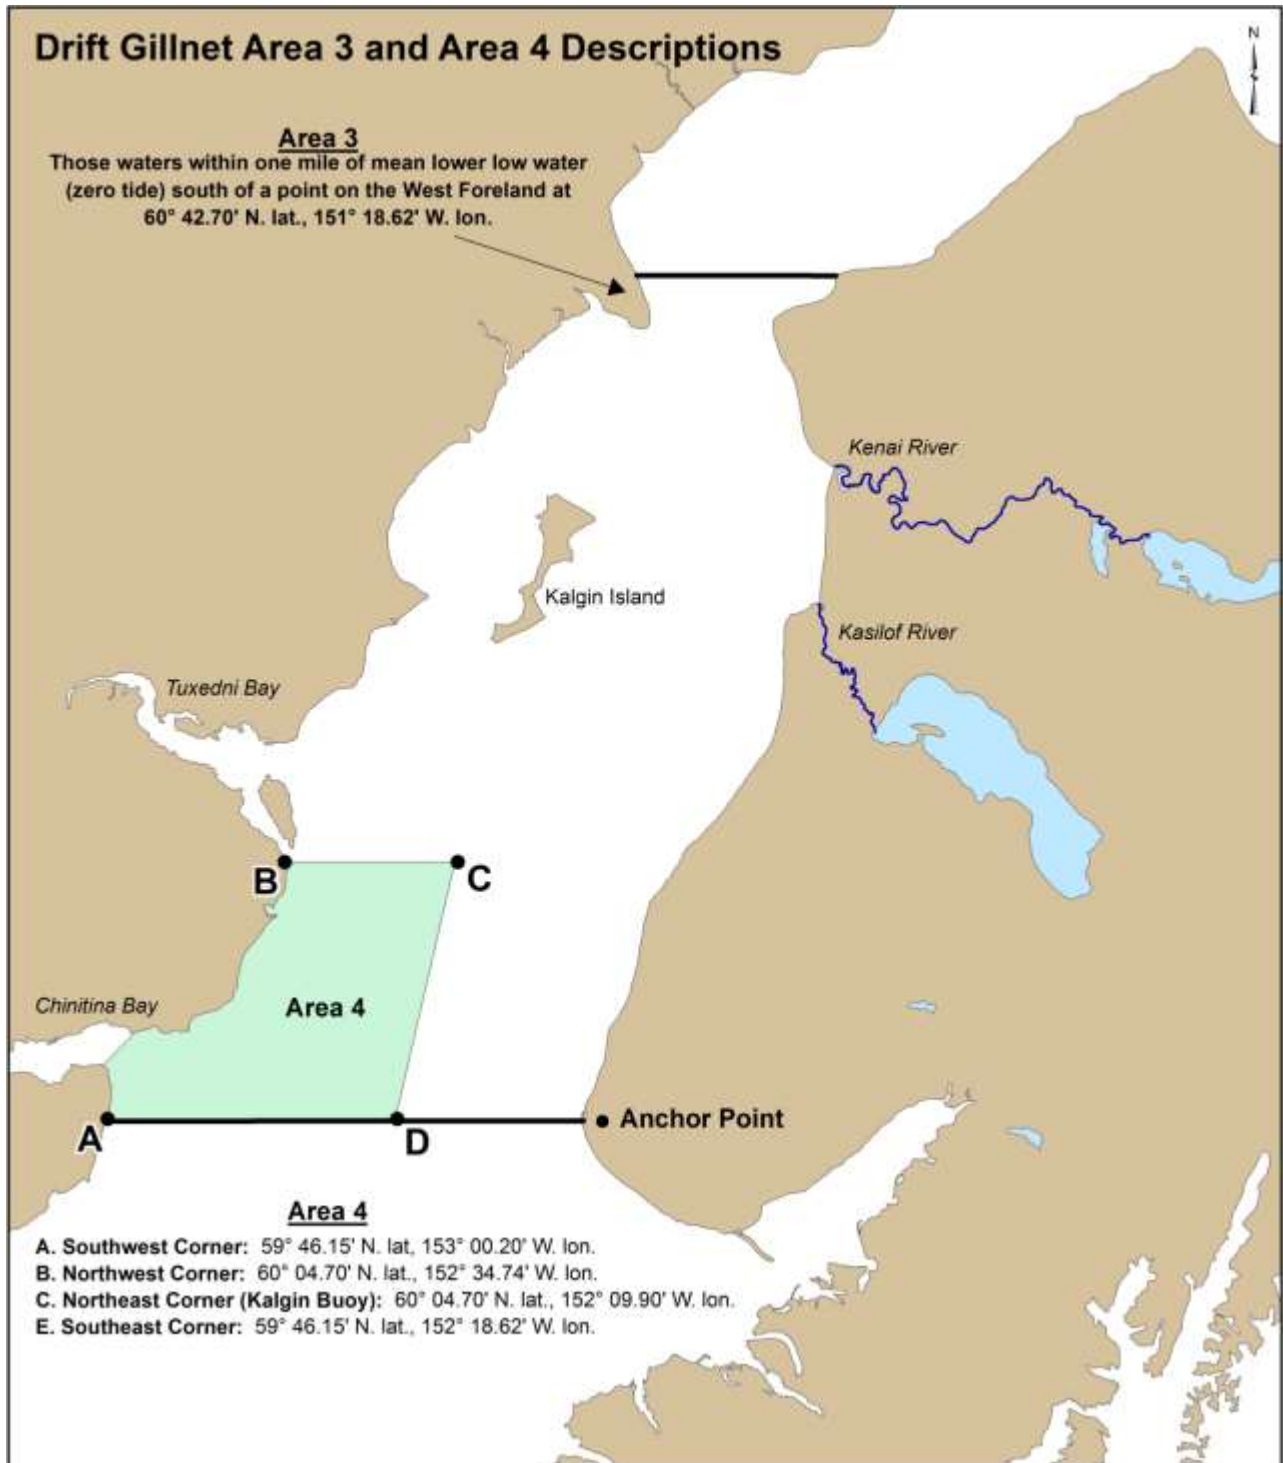 Drift Gillnet Area 3 and Area 4 Descriptions
N
Area 3
Those waters within one mile of mean lower low water
(zero tide) south of a point on the West Foreland at
60° 42.70' N. lat., 151° 18.62' W. lon.
Kenai River
Kalgin Island
Kasilof River
Tuxedni Bay
B
C
Chinitina Bay
Area 4
A
D
Anchor Point
Area 4
A. Southwest Corner: 59° 46.15' N. lat, 153° 00.20' W. lon.
B. Northwest Corner: 60° 04.70' N. lat., 152° 34.74' W. lon.
C. Northeast Corner (Kalgin Buoy): 60° 04.70' N. lat., 152° 09.90' W. lon.
E. Southeast Corner: 59° 46.15' N. lat., 152° 18.62' W. lon.